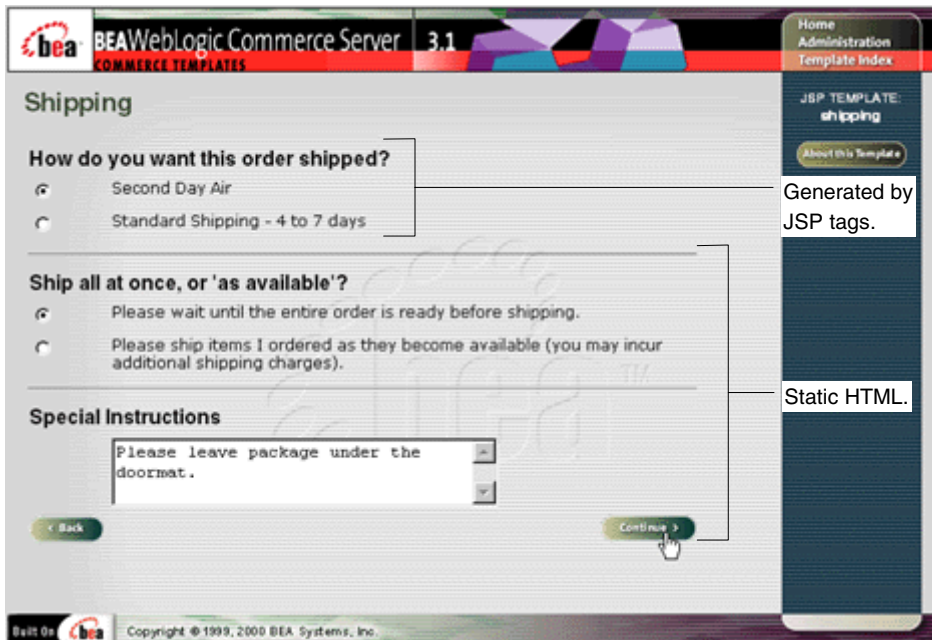 bea
BEA WebLogic Commerce Server 3.1
COMMERCE TEMPLATES
Home
Administration
Template Index
JSP TEMPLATE:
shipping
About this Template
Shipping
How do you want this order shipped?
Second Day Air
Standard Shipping - 4 to 7 days
Generated by
JSP tags.
Ship all at once, or 'as available'?
Please wait until the entire order is ready before shipping.
Please ship items I ordered as they become available (you may incur
additional shipping charges).
bea TM
Static HTML.
Special Instructions
Please leave package under the
doormat.
< Back
Continue >
Built On bea
Copyright © 1999, 2000 BEA Systems, Inc.